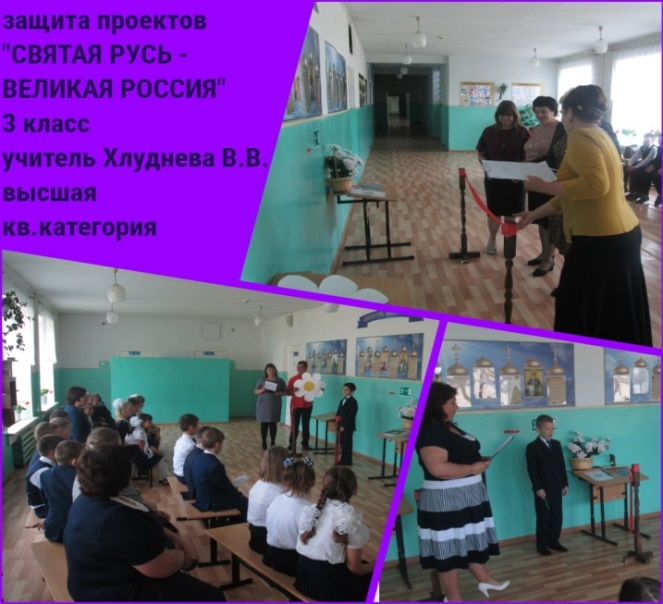 защита проектов
"СВЯТАЯ РУСЬ -
ВЕЛИКАЯ РОССИЯ"
3 класс
учитель Хлуднева В.В.
высшая
кв.категория